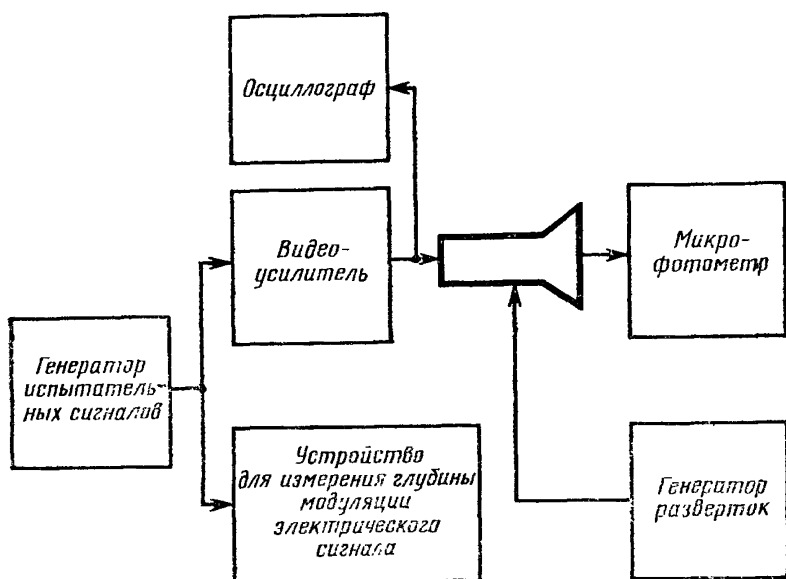 Осциллограф
Видео-
усилитель
Микро-
фотометр
Генератор
испытатель-
ных сигналов
Устройство
для измерения глубины
модуляции
электрического
сигнала
Генератор
разверток